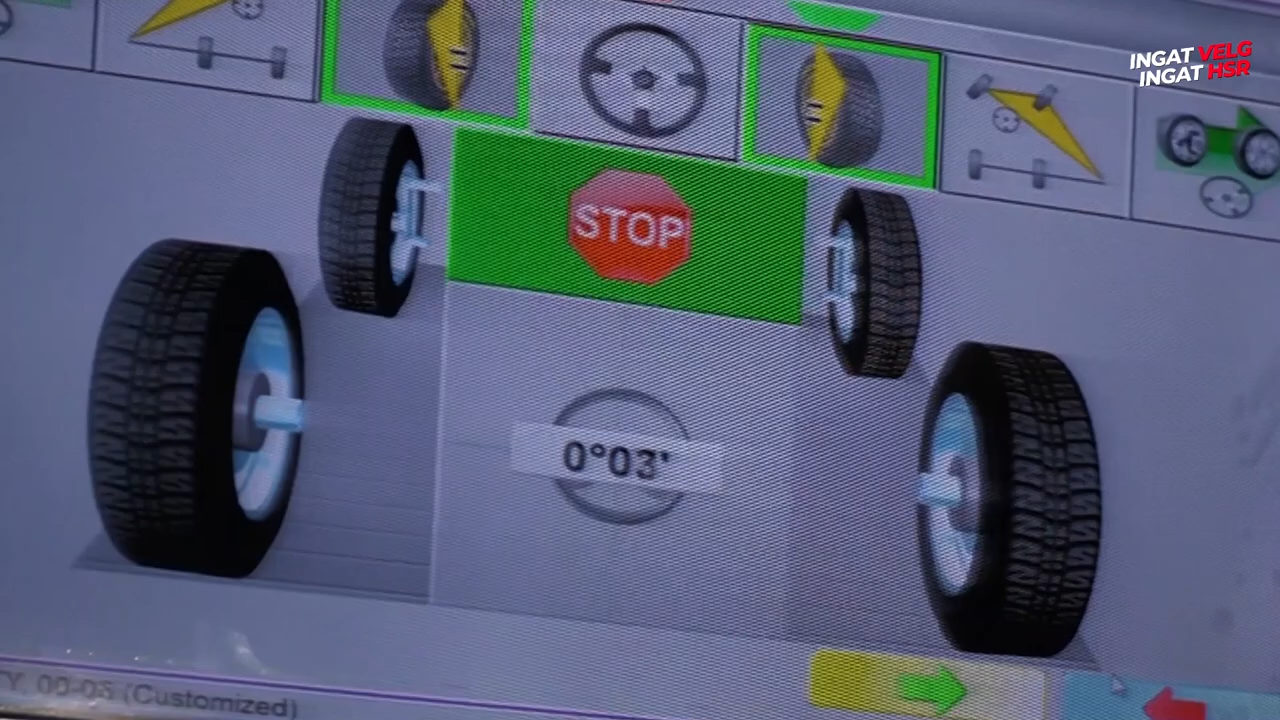 INGAT VELG
INGAT HSR
STOP
0°03'
(Customized)